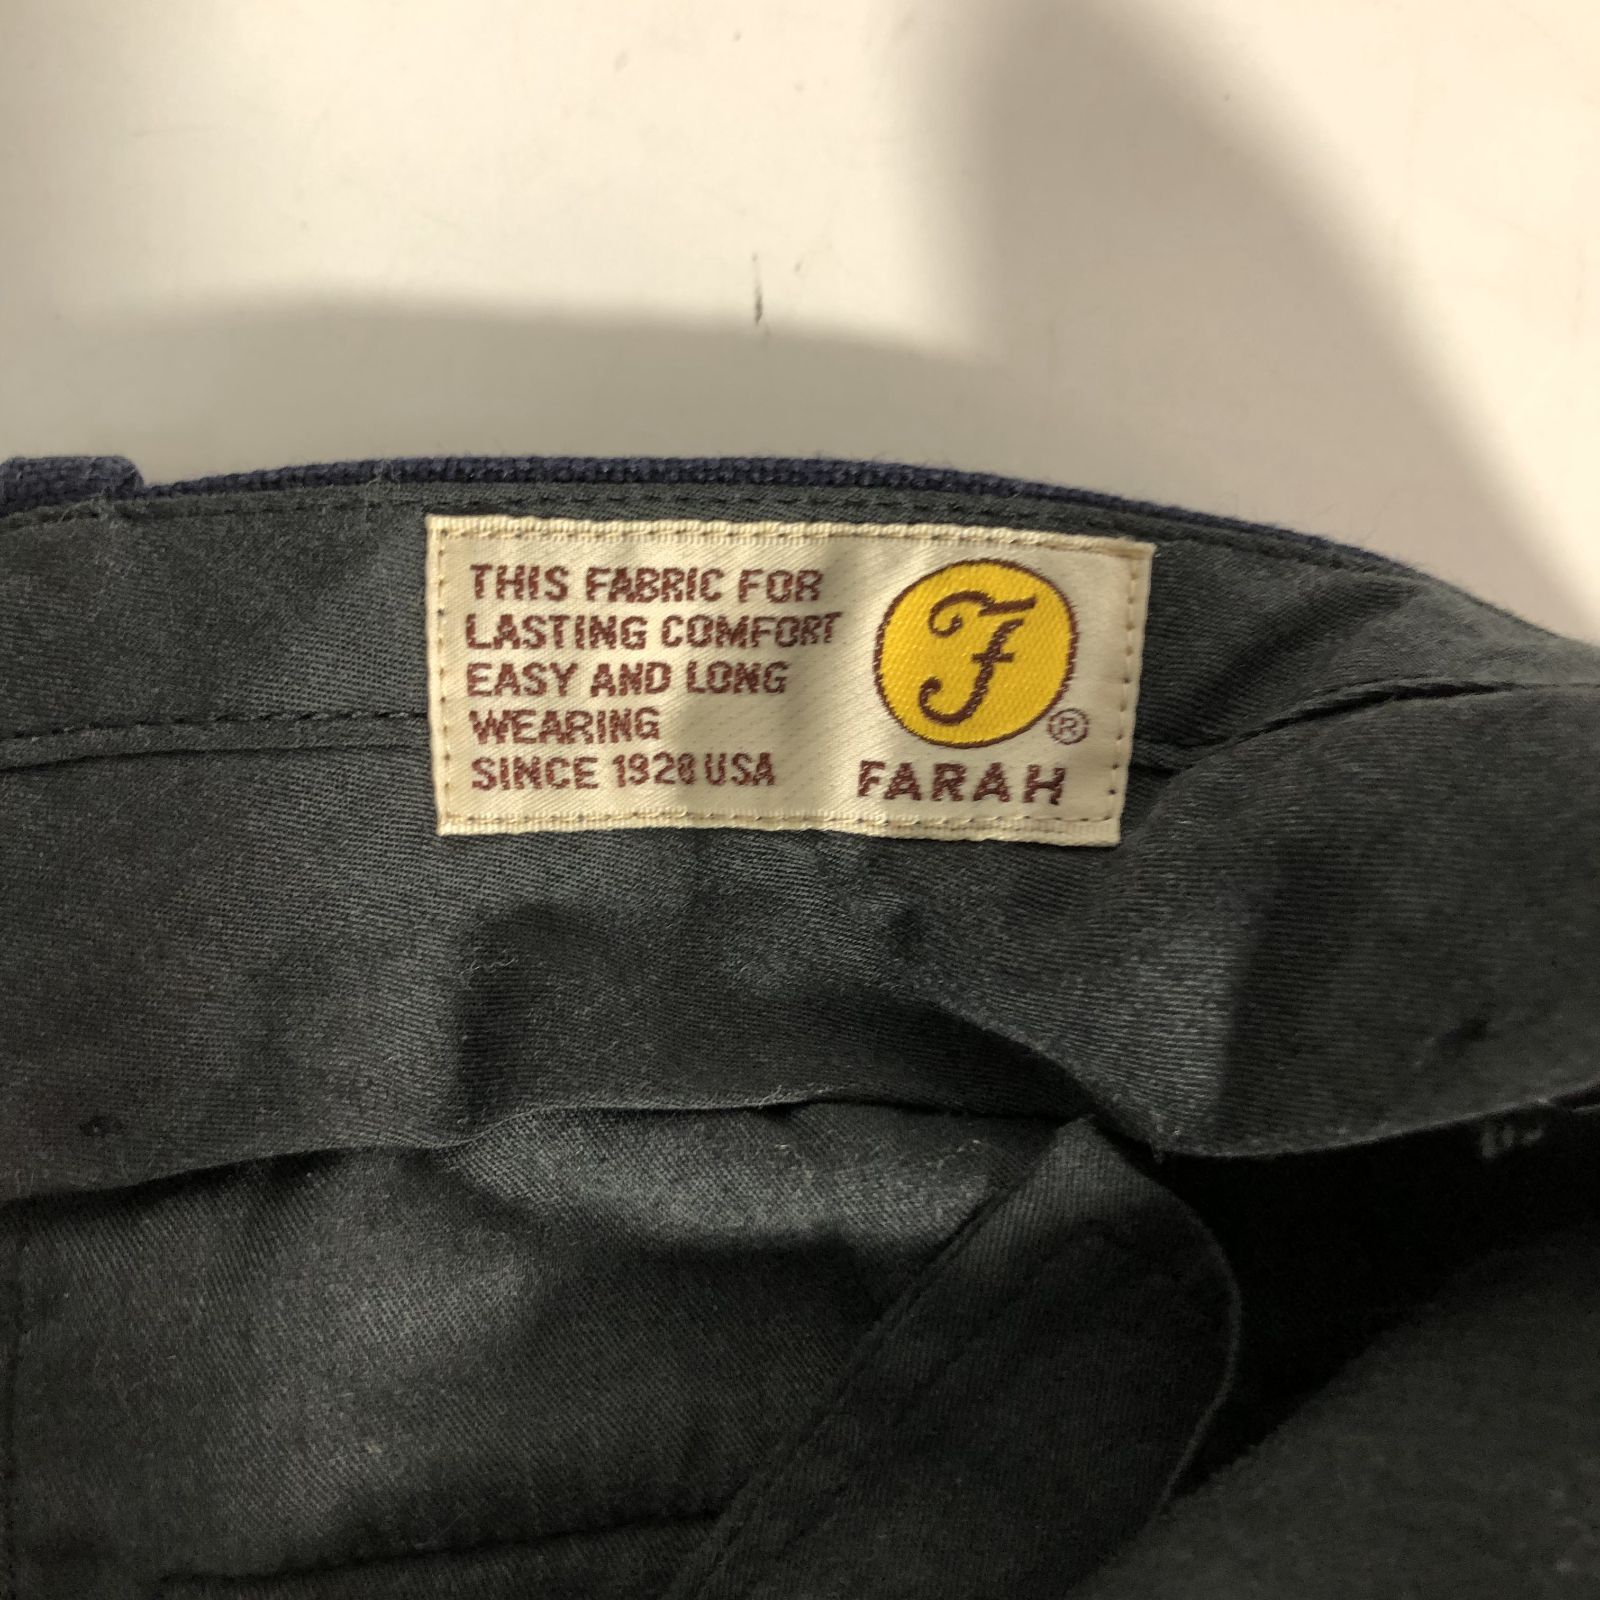 THIS FABRIC FOR
LASTING COMFORT
EASY AND LONG
WEARING
SINCE 1920 USA
F
®
FARAH